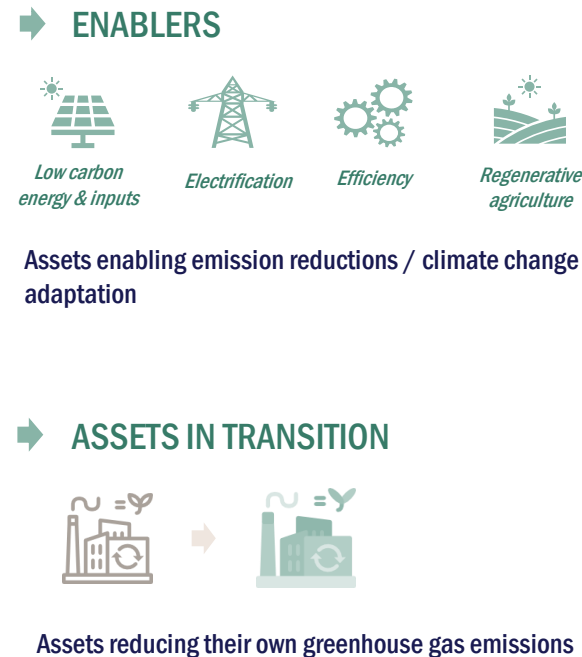 ENABLERS
Low carbon
energy & inputs
Electrification
Efficiency
Regenerative
agriculture
Assets enabling emission reductions / climate change
adaptation
ASSETS IN TRANSITION
Assets reducing their own greenhouse gas emissions